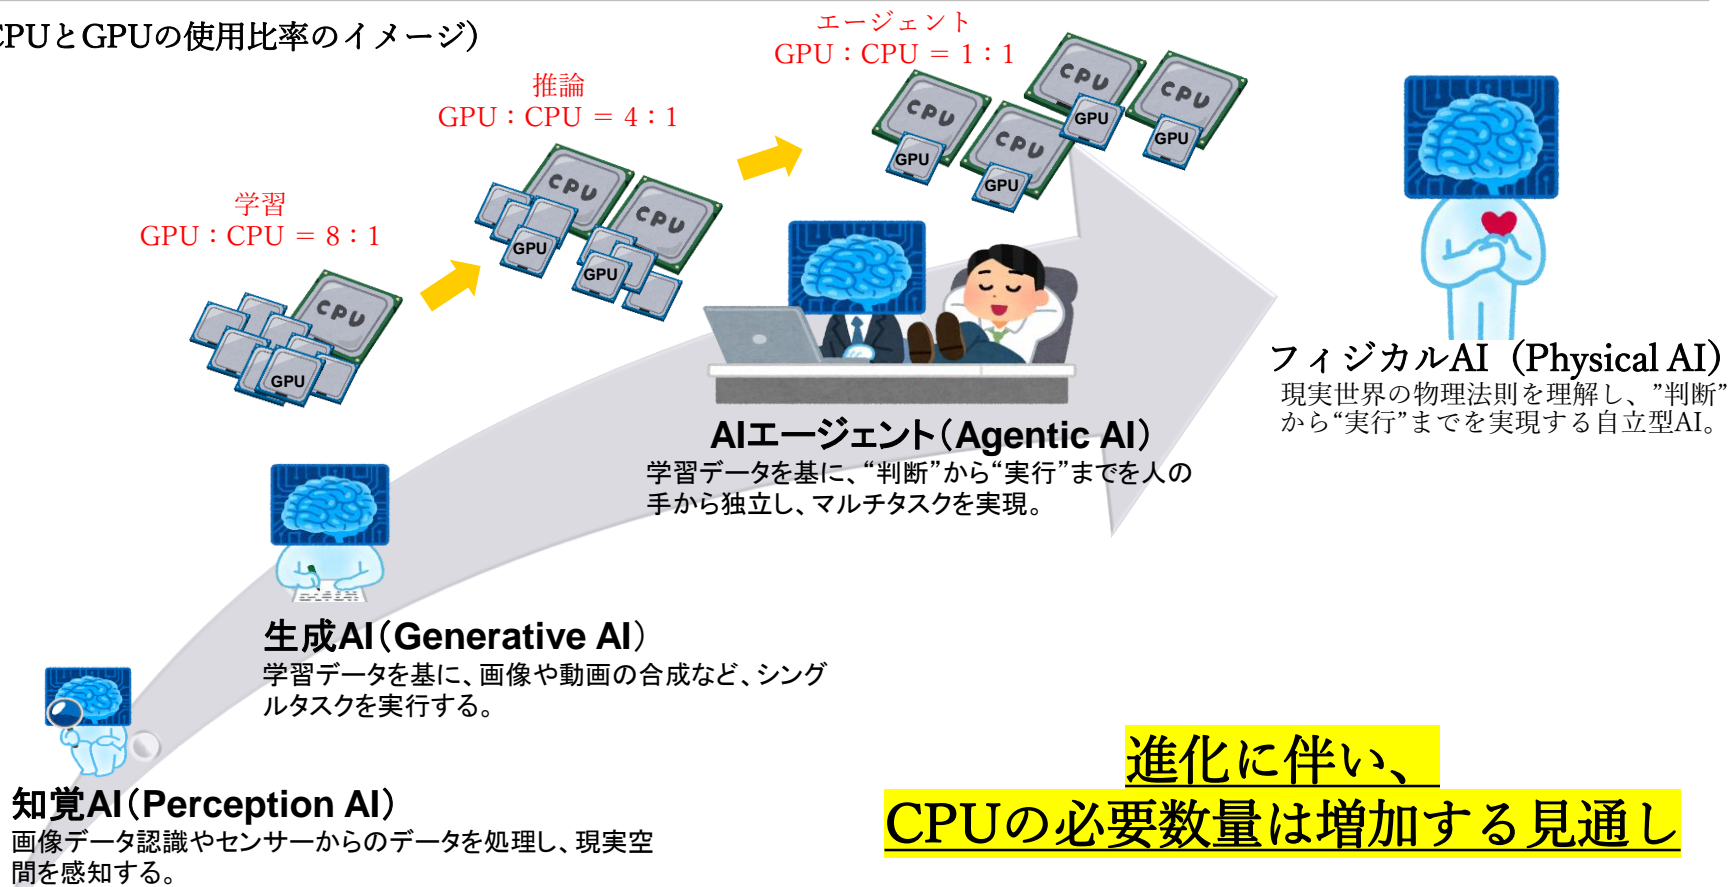 PUとGPUの使用比率のイメージ）
エージェント
GPU：CPU ＝ 1：1
推論
GPU：CPU ＝ 4：1
学習
GPU：CPU ＝ 8：1
CPU
CPU
CPU
CPU
GPU
GPU
GPU
GPU
CPU
CPU
GPU
GPU
CPU
GPU
フィジカルAI（Physical AI）
現実世界の物理法則を理解し、”判断”
から“実行”までを実現する自立型AI。
AIエージェント（Agentic AI）
学習データを基に、“判断”から“実行”までを人の
手から独立し、マルチタスクを実現。
生成AI（Generative AI）
学習データを基に、画像や動画の合成など、シング
ルタスクを実行する。
知覚AI（Perception AI）
画像データ認識やセンサーからのデータを処理し、現実空
間を感知する。
進化に伴い、
CPUの必要数量は増加する見通し